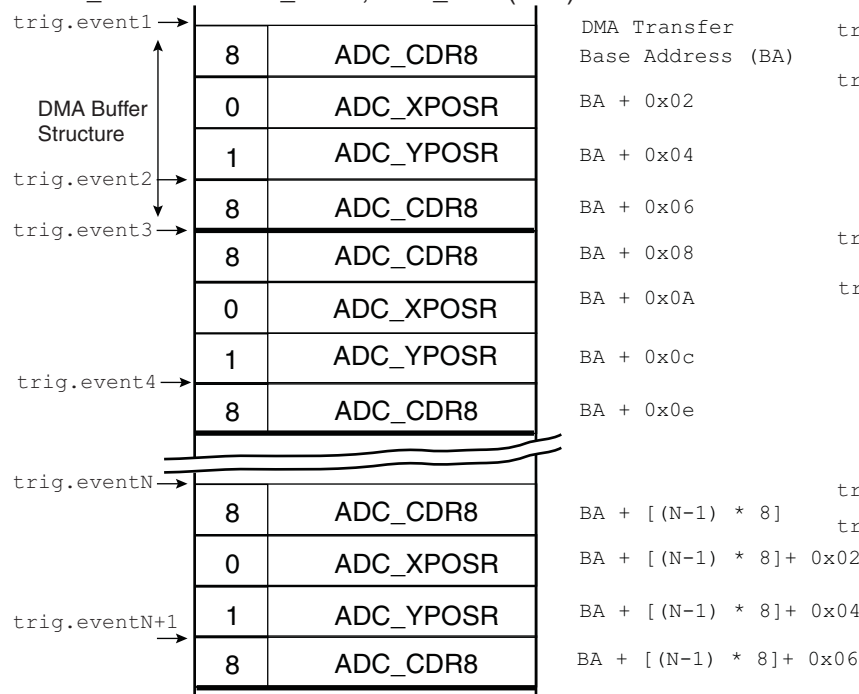 trig.event1
DMA Transfer
8 ADC_CDR8 Base Address (BA)
DMA Buffer
Structure
0 ADC_XPOSR BA + 0x02
1 ADC_YPOSR BA + 0x04
trig.event2
8 ADC_CDR8 BA + 0x06
trig.event3
8 ADC_CDR8 BA + 0x08
0 ADC_XPOSR BA + 0x0A
1 ADC_YPOSR BA + 0x0c
trig.event4
8 ADC_CDR8 BA + 0x0e
trig.eventN
8 ADC_CDR8 BA + [(N-1) * 8]
0 ADC_XPOSR BA + [(N-1) * 8]+ 0x02
1 ADC_YPOSR BA + [(N-1) * 8]+ 0x04
trig.eventN+1
8 ADC_CDR8 BA + [(N-1) * 8]+ 0x06